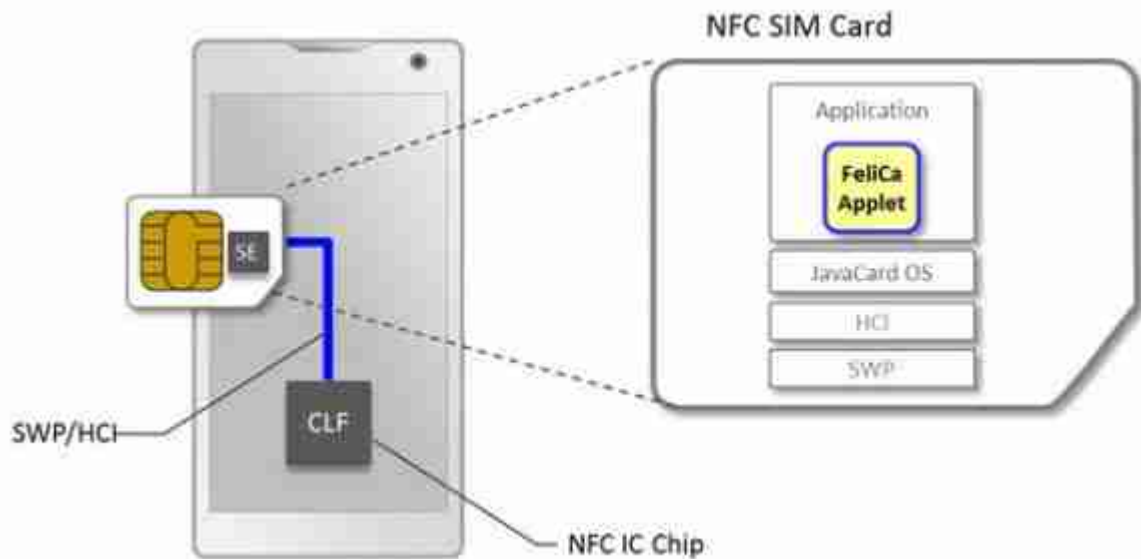 NFC SIM Card
Application
FeliCa
Applet
JavaCard OS
HCI
SWP
SE
CLF
SWP/HCI
NFC IC Chip